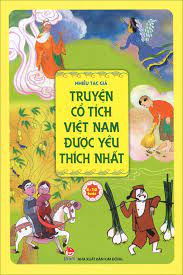 NHIỀU TÁC GIẢ
TRUYỆN
CỔ TÍCH
VIỆT NAM
ĐƯỢC YÊU
THÍCH NHẤT
NHÀ XUẤT BẢN KIM ĐỒNG